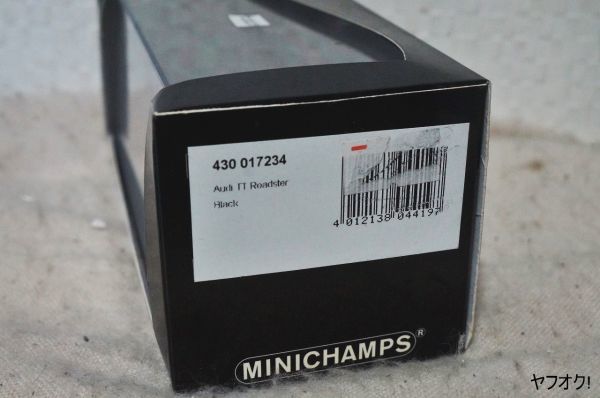 430 017234
Audi TT Roadster
Black
4 012138 044197
MINICHAMPS®
ヤフオク!